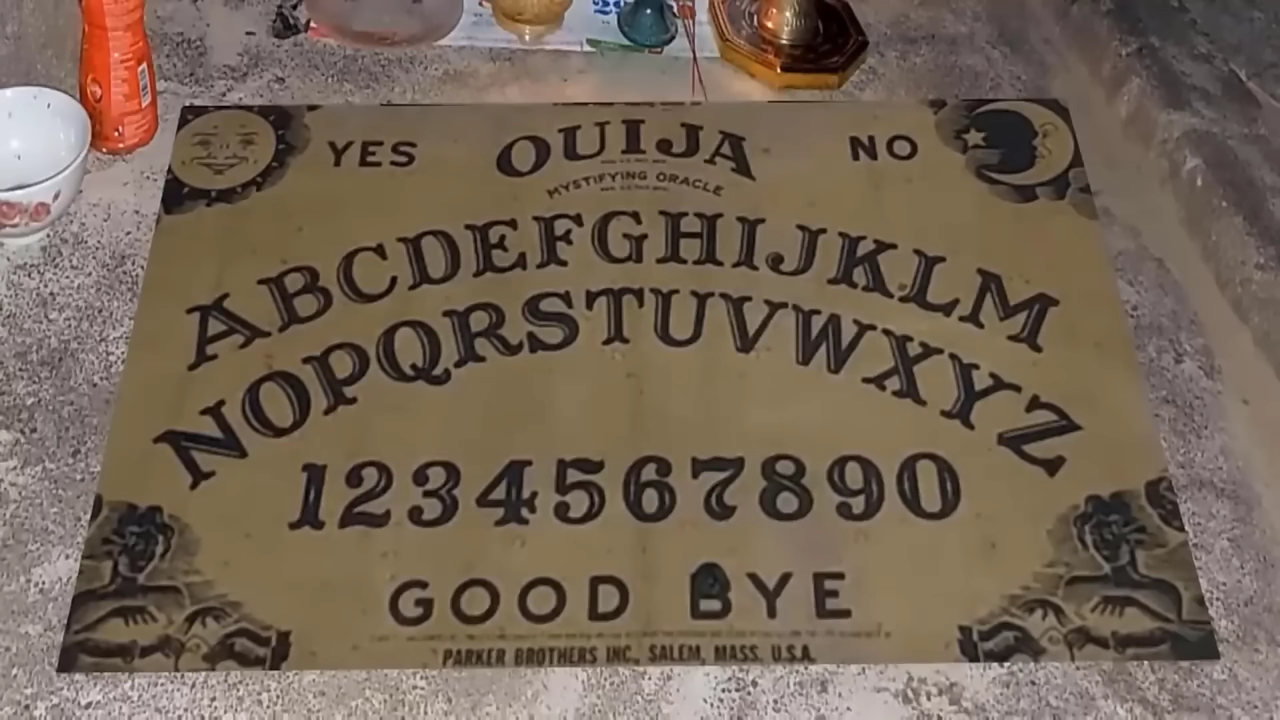 YES OUIJA NO
MYSTIFYING ORACLE
ABCDEFGHIJKLM
NOPQRSTUVWXYZ
1234567890
GOOD BYE
PARKER BROTHERS INC., SALEM, MASS. U.S.A.